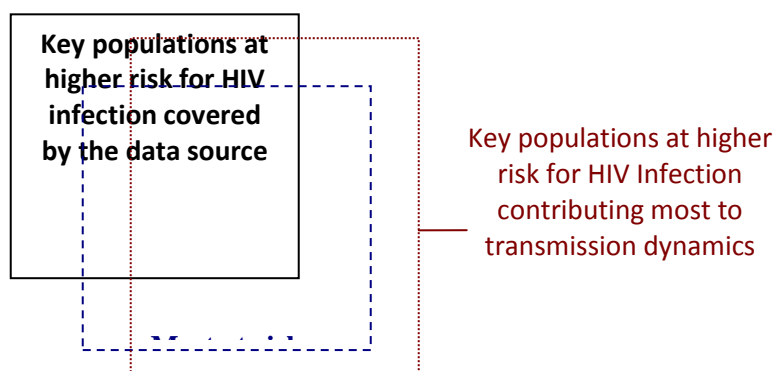 Key populations at
higher risk for HIV
infection covered
by the data source
Key populations at higher
risk for HIV Infection
contributing most to
transmission dynamics